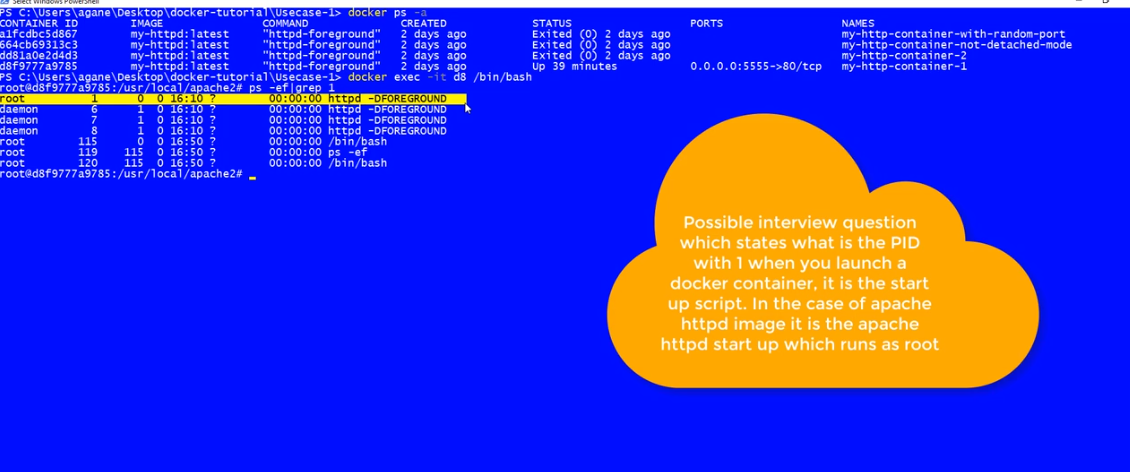 Select Windows PowerShell
PS C:\Users\agane\Desktop\docker-tutorial\Usecase-1> docker ps -a
CONTAINER ID IMAGE COMMAND CREATED STATUS PORTS NAMES
a1fcdbc5d867 my-httpd:latest "httpd-foreground" 2 days ago Exited (0) 2 days ago my-http-container-with-random-port
664cb69313c3 my-httpd:latest "httpd-foreground" 2 days ago Exited (0) 2 days ago my-http-container-not-detached-mode
dd81a0e2d4d3 my-httpd:latest "httpd-foreground" 2 days ago Exited (0) 2 days ago my-http-container-2
d8f9777a9785 my-httpd:latest "httpd-foreground" 2 days ago Up 39 minutes 0.0.0.0:5555->80/tcp my-http-container-1
PS C:\Users\agane\Desktop\docker-tutorial\Usecase-1> docker exec -it d8 /bin/bash
root@d8f9777a9785:/usr/local/apache2# ps -ef|grep 1
root 1 0 0 16:10 ? 00:00:00 httpd -DFOREGROUND
daemon 6 1 0 16:10 ? 00:00:00 httpd -DFOREGROUND
daemon 7 1 0 16:10 ? 00:00:00 httpd -DFOREGROUND
daemon 8 1 0 16:10 ? 00:00:00 httpd -DFOREGROUND
root 115 0 0 16:50 ? 00:00:00 /bin/bash
root 119 115 0 16:50 ? 00:00:00 ps -ef
root 120 115 0 16:50 ? 00:00:00 /bin/bash
root@d8f9777a9785:/usr/local/apache2#
Possible interview question
which states what is the PID
with 1 when you launch a
docker container, it is the start
up script. In the case of apache
httpd image it is the apache
httpd start up which runs as root